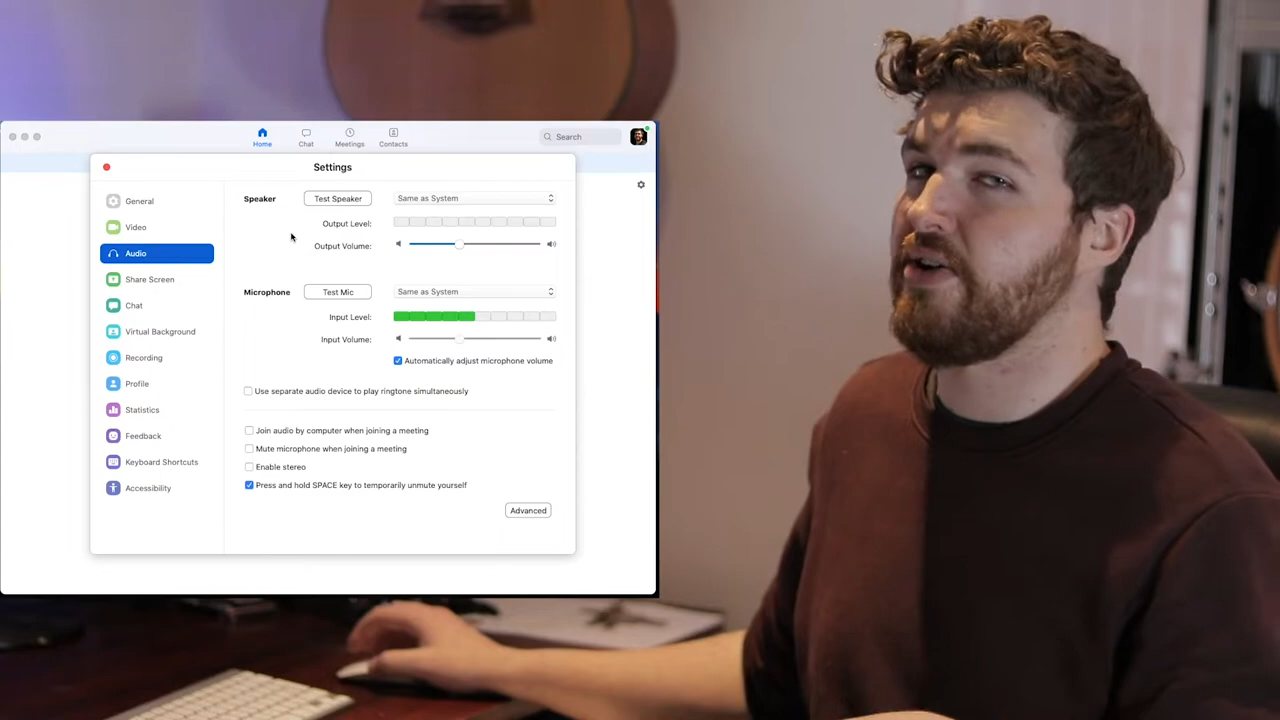 Home
Chat
Meetings
Contacts
Search
Settings
General
Video
Audio
Share Screen
Chat
Virtual Background
Recording
Profile
Statistics
Feedback
Keyboard Shortcuts
Accessibility
Speaker
Test Speaker
Same as System
Output Level:
Output Volume:
Microphone
Test Mic
Same as System
Input Level:
Input Volume:
Automatically adjust microphone volume
Use separate audio device to play ringtone simultaneously
Join audio by computer when joining a meeting
Mute microphone when joining a meeting
Enable stereo
Press and hold SPACE key to temporarily unmute yourself
Advanced